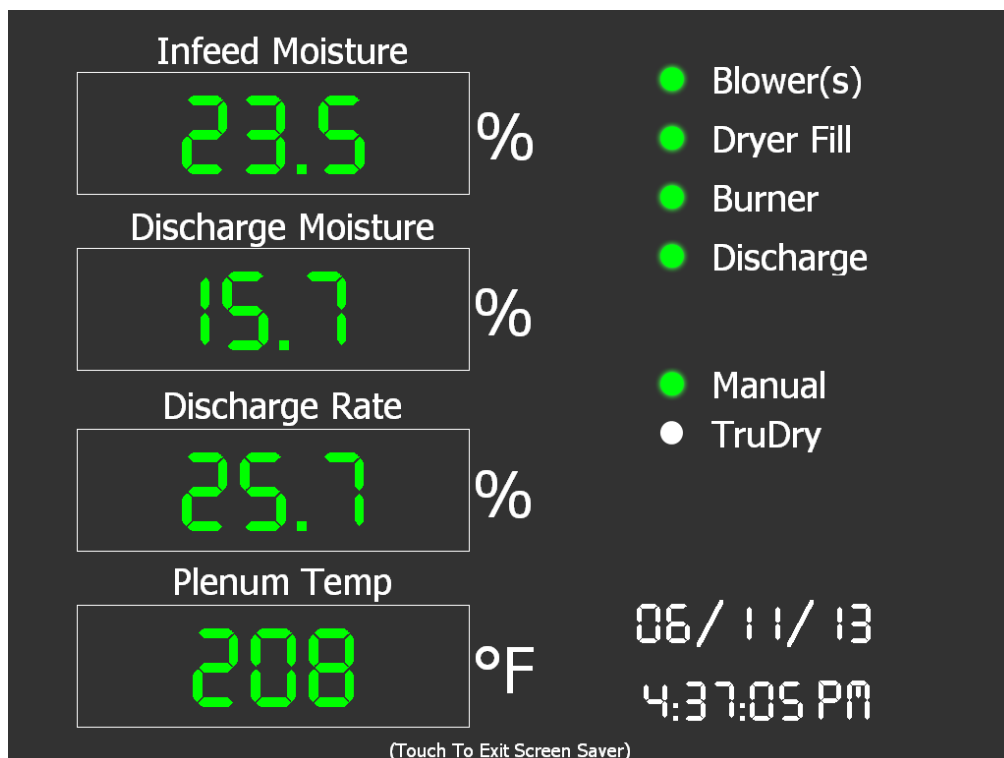 Infeed Moisture
23.5 %
Discharge Moisture
15.7 %
Discharge Rate
25.7 %
Plenum Temp
208 °F
Blower(s)
Dryer Fill
Burner
Discharge
Manual
TruDry
06/11/13
4:37:05 PM
(Touch To Exit Screen Saver)